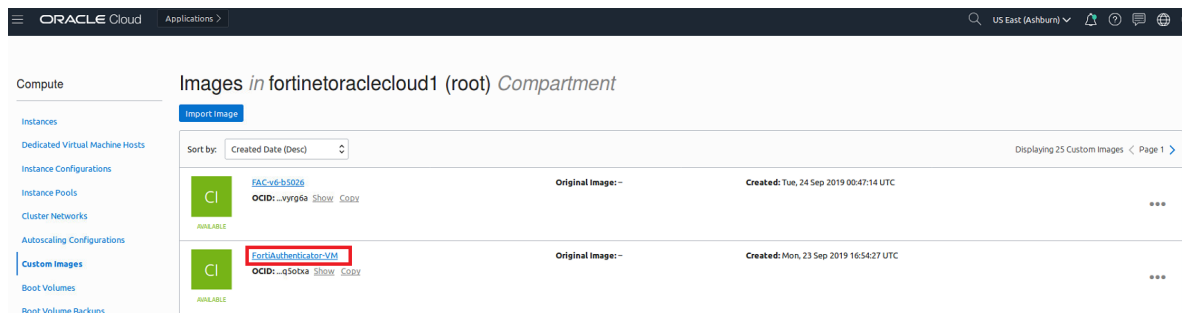 ORACLE Cloud Applications > US East (Ashburn)
Compute
Instances
Dedicated Virtual Machine Hosts
Instance Configurations
Instance Pools
Cluster Networks
Autoscaling Configurations
Custom Images
Boot Volumes
Boot Volume Backups
Images in fortinetoraclecloud1 (root) Compartment
Import Image
Sort by: Created Date (Desc) Displaying 25 Custom Images < Page 1 >
CI
AVAILABLE
FAC-v6-b5026 Original Image: – Created: Tue, 24 Sep 2019 00:47:14 UTC
OCID: ...vyrg6a Show Copy
CI
AVAILABLE
FortiAuthenticator-VM Original Image: – Created: Mon, 23 Sep 2019 16:54:27 UTC
OCID: ...q5otxa Show Copy